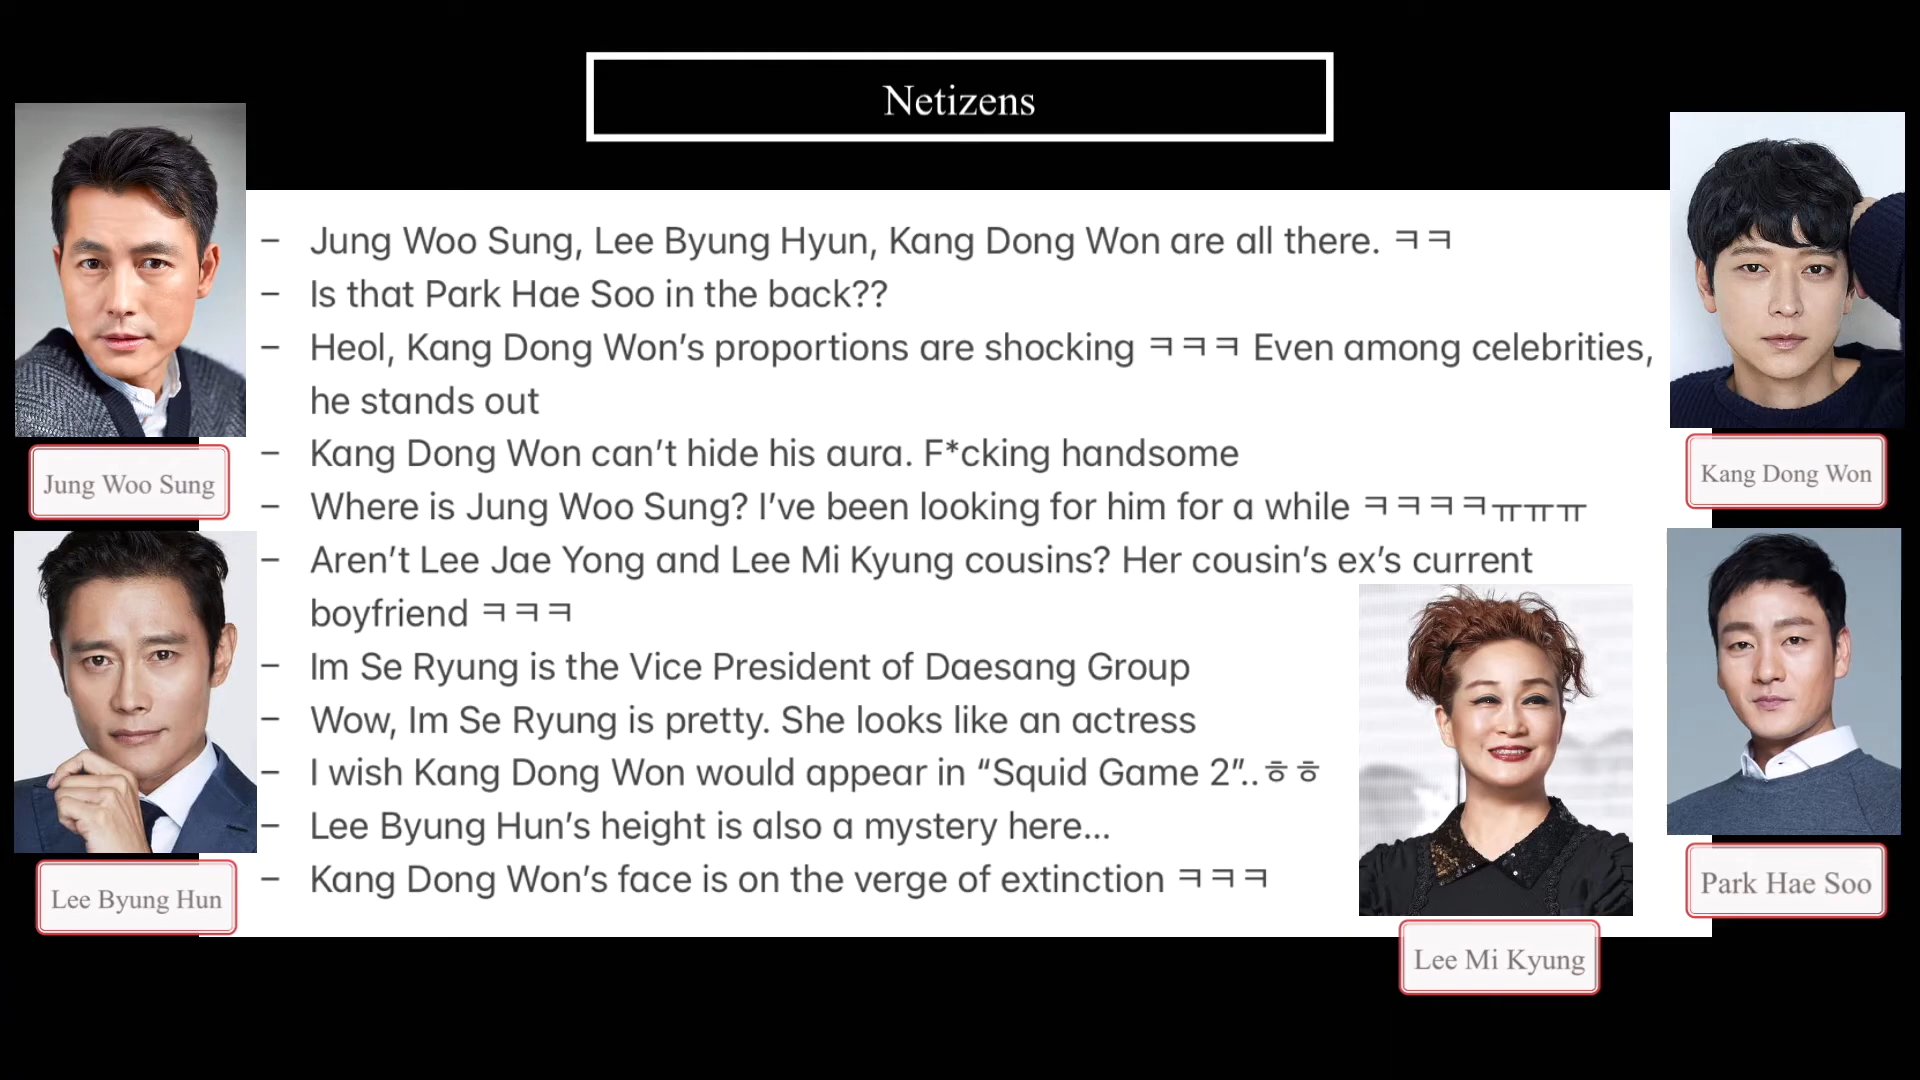 Netizens
– Jung Woo Sung, Lee Byung Hyun, Kang Dong Won are all there. ㅋㅋ
– Is that Park Hae Soo in the back??
– Heol, Kang Dong Won’s proportions are shocking ㅋㅋㅋ Even among celebrities,
he stands out
– Kang Dong Won can’t hide his aura. F*cking handsome
– Where is Jung Woo Sung? I’ve been looking for him for a while ㅋㅋㅋㅋㅠㅠㅠ
– Aren’t Lee Jae Yong and Lee Mi Kyung cousins? Her cousin’s ex’s current
boyfriend ㅋㅋㅋ
– Im Se Ryung is the Vice President of Daesang Group
– Wow, Im Se Ryung is pretty. She looks like an actress
– I wish Kang Dong Won would appear in “Squid Game 2”..ㅎㅎ
– Lee Byung Hun’s height is also a mystery here...
– Kang Dong Won’s face is on the verge of extinction ㅋㅋㅋ
Jung Woo Sung
Lee Byung Hun
Kang Dong Won
Park Hae Soo
Lee Mi Kyung